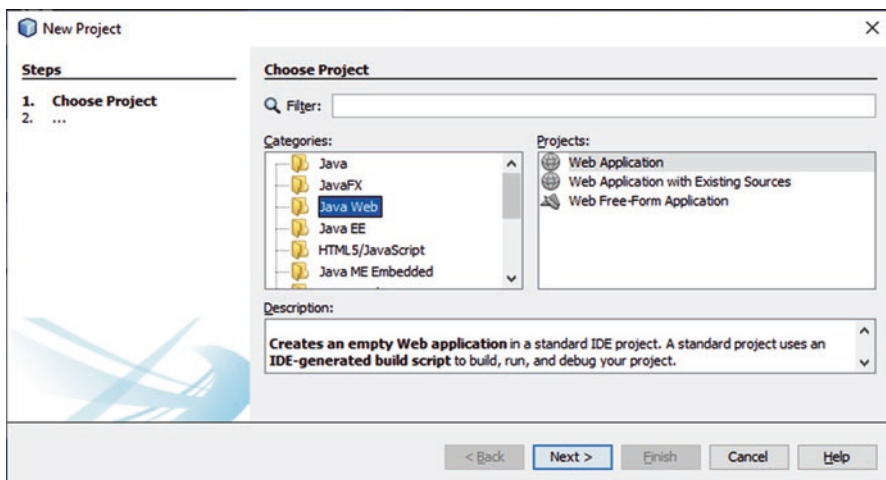 New Project
Steps
1. Choose Project
2. ...
Choose Project
Filter:
Categories:
Java
JavaFX
Java Web
Java EE
HTML5/JavaScript
Java ME Embedded
Projects:
Web Application
Web Application with Existing Sources
Web Free-Form Application
Description:
Creates an empty Web application in a standard IDE project. A standard project uses an
IDE-generated build script to build, run, and debug your project.
< Back
Next >
Finish
Cancel
Help